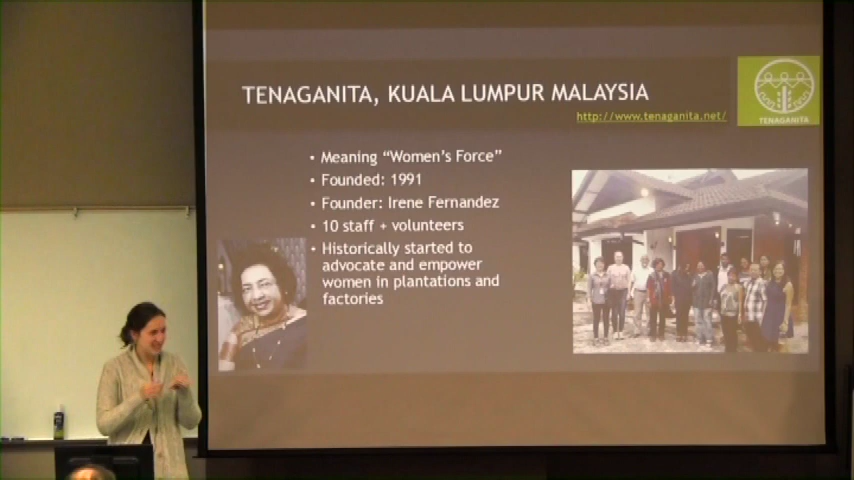 TENAGANITA, KUALA LUMPUR MALAYSIA
http://www.tenaganita.net/
TENAGANITA
• Meaning “Women’s Force”
• Founded: 1991
• Founder: Irene Fernandez
• 10 staff + volunteers
• Historically started to
advocate and empower
women in plantations and
factories